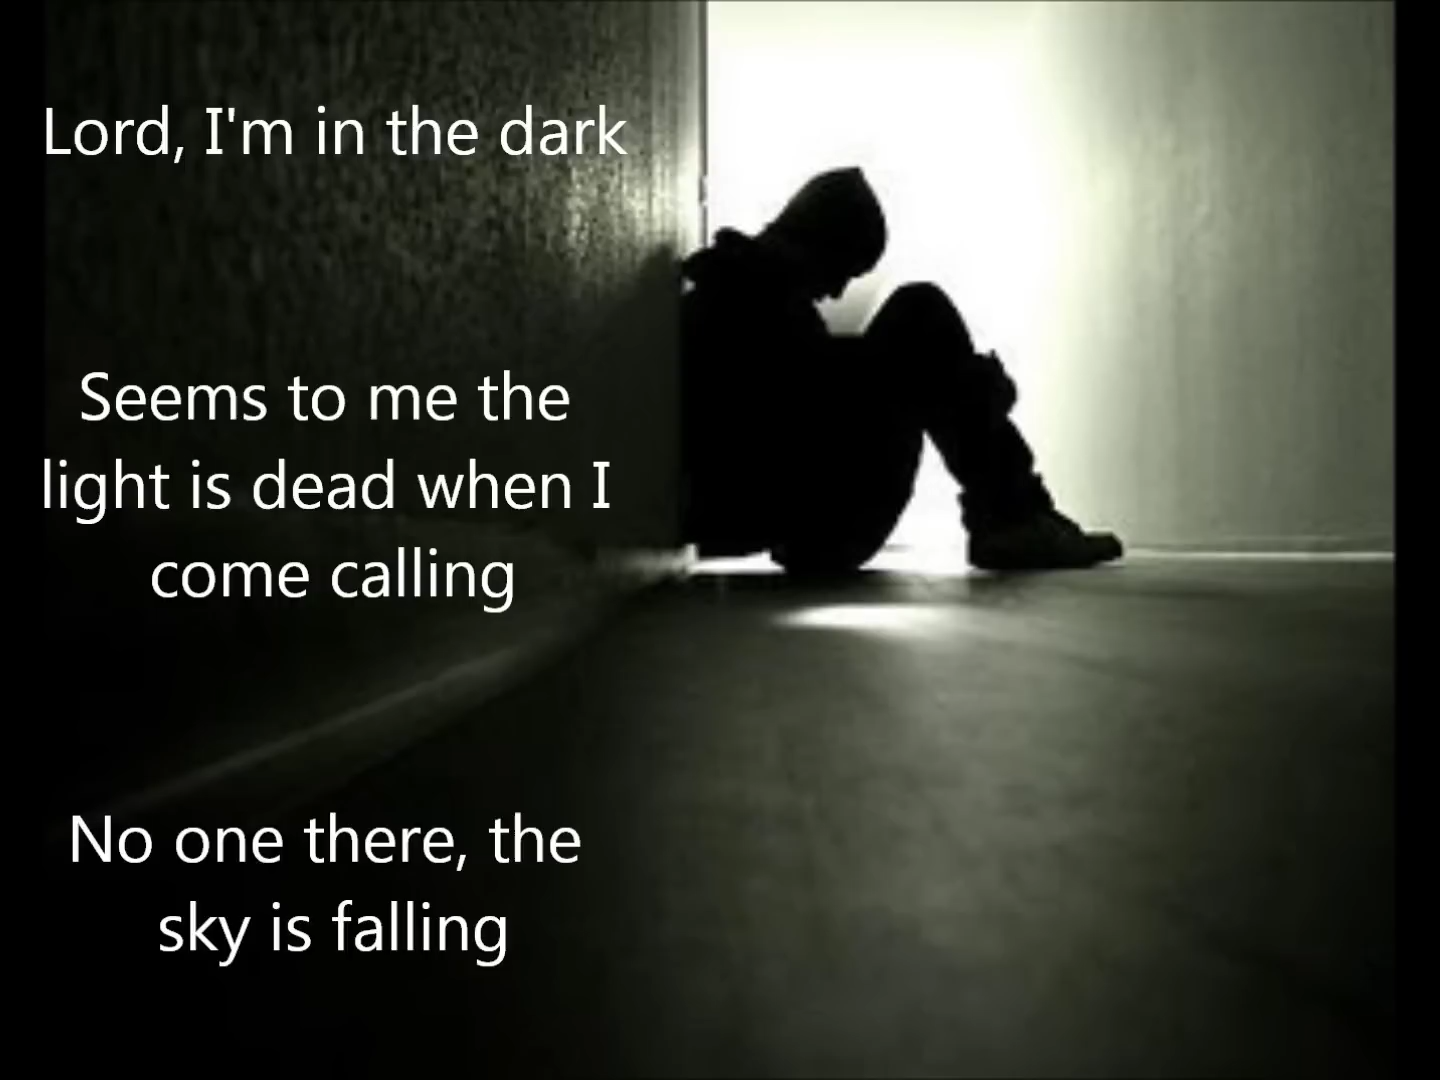 Lord, I'm in the dark
Seems to me the
light is dead when I
come calling
No one there, the
sky is falling